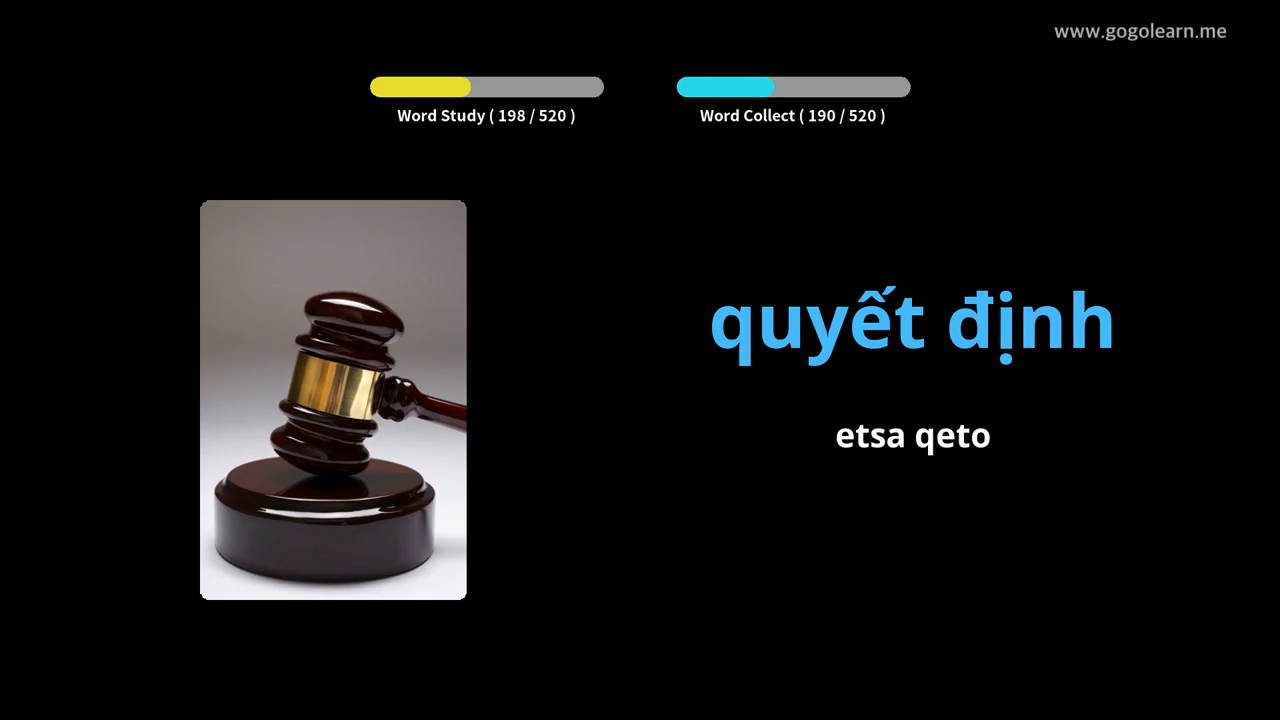 www.gogolearn.me
Word Study ( 198 / 520 )
Word Collect ( 190 / 520 )
quyết định
etsa qeto